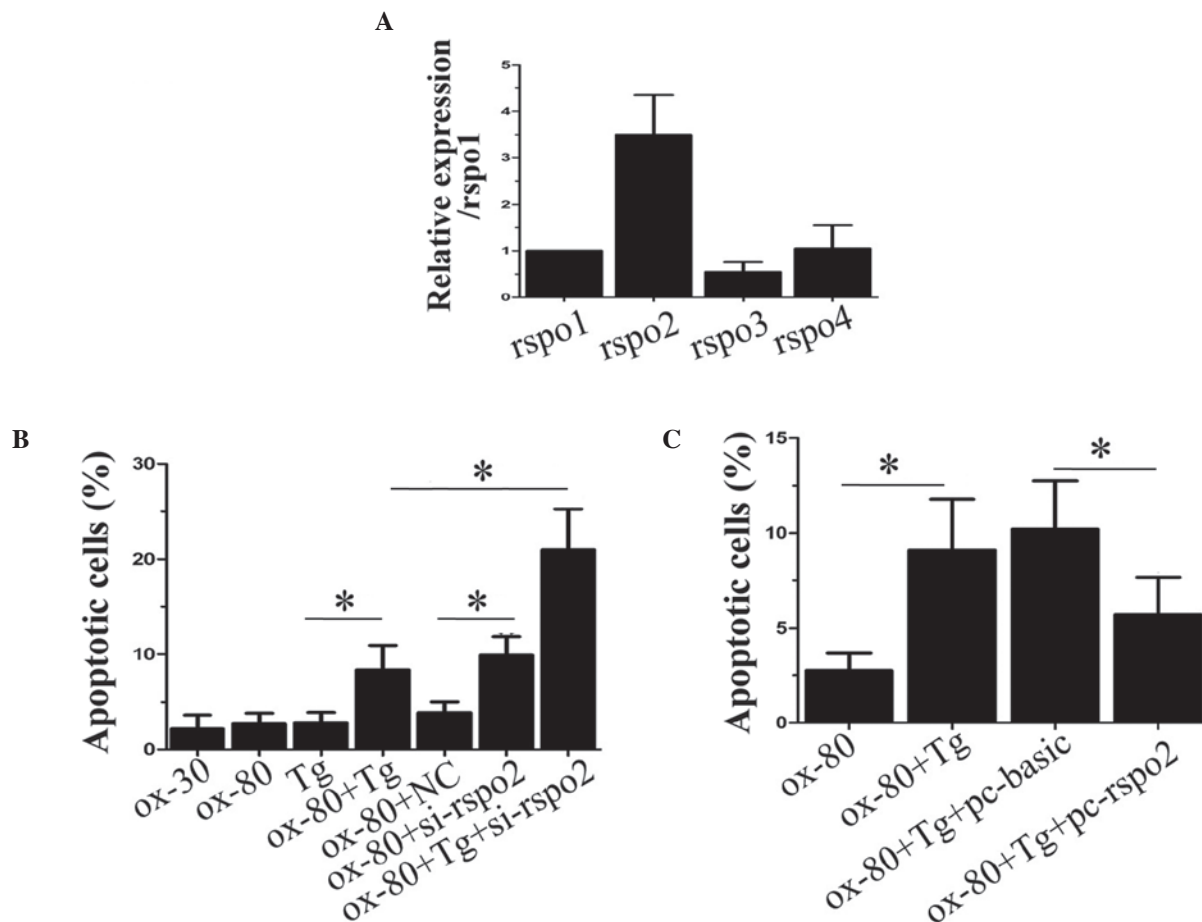 A
Relative expression
/rspo1
5
4
3
2
1
0
rspo1
rspo2
rspo3
rspo4
B
Apoptotic cells (%)
30
20
10
0
*
*
*
ox-30
ox-80
Tg
ox-80+Tg
ox-80+NC
ox-80+si-rspo2
ox-80+Tg+si-rspo2
C
Apoptotic cells (%)
15
10
5
0
*
*
ox-80
ox-80+Tg
ox-80+Tg+pc-basic
ox-80+Tg+pc-rspo2